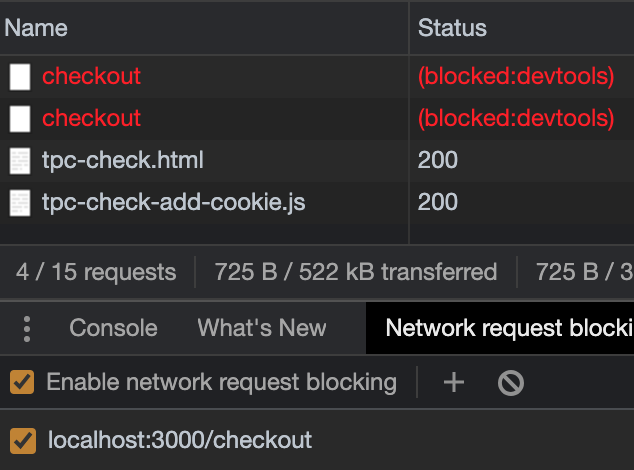 Name Status
checkout (blocked:devtools)
checkout (blocked:devtools)
tpc-check.html 200
tpc-check-add-cookie.js 200
4 / 15 requests 725 B / 522 kB transferred 725 B / 3
Console What's New Network request blocki
Enable network request blocking
localhost:3000/checkout